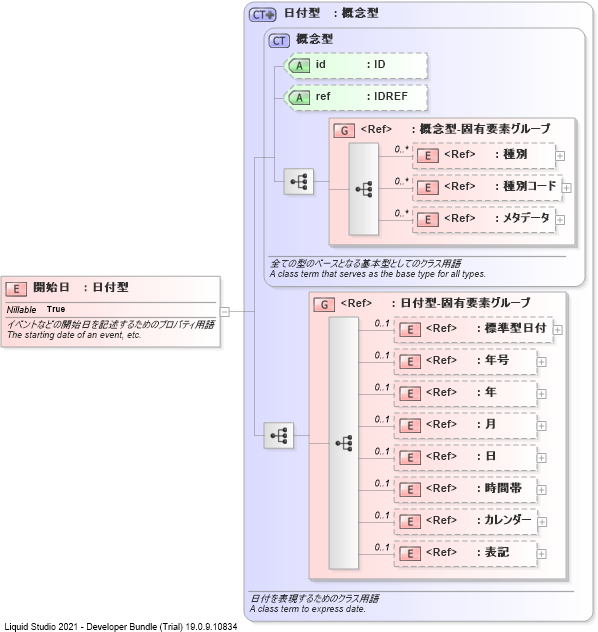 CT 日付型 : 概念型
CT 概念型
A id : ID
A ref : IDREF
G <Ref> : 概念型-固有要素グループ
0..* E <Ref> : 種別
0..* E <Ref> : 種別コード
0..* E <Ref> : メタデータ
全ての型のベースとなる基本型としてのクラス用語
A class term that serves as the base type for all types.
E 開始日 : 日付型
Nillable True
イベントなどの開始日を記述するためのプロパティ用語
The starting date of an event, etc.
G <Ref> : 日付型-固有要素グループ
0..1 E <Ref> : 標準型日付
0..1 E <Ref> : 年号
0..1 E <Ref> : 年
0..1 E <Ref> : 月
0..1 E <Ref> : 日
0..1 E <Ref> : 時間帯
0..1 E <Ref> : カレンダー
0..1 E <Ref> : 表記
日付を表現するためのクラス用語
A class term to express date.
Liquid Studio 2021 - Developer Bundle (Trial) 19.0.9.10834